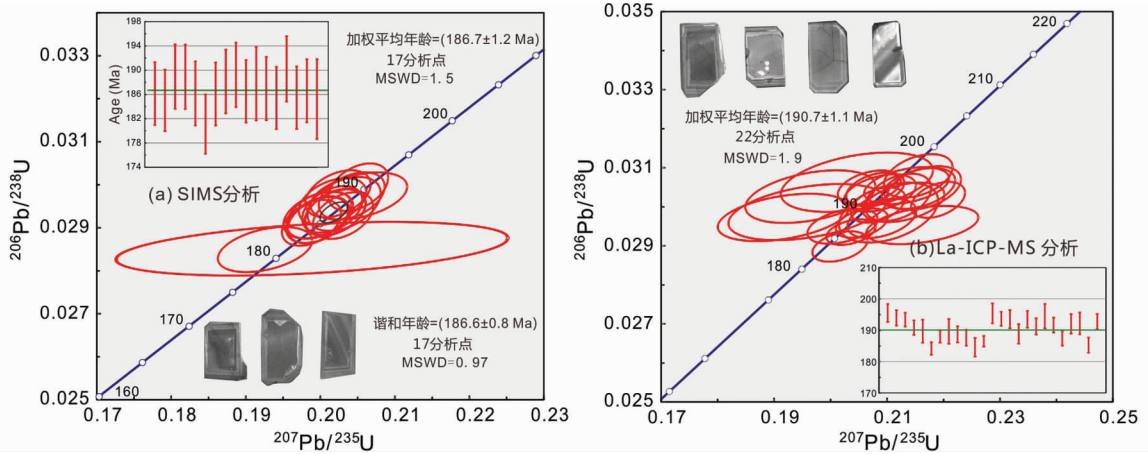 198
194
190
186
182
178
174
Age (Ma)
加权平均年龄=(186.7±1.2 Ma)
17分析点
MSWD=1.5
(a) SIMS分析
谐和年龄=(186.6±0.8 Ma)
17分析点
MSWD=0.97
200
190
180
170
160
0.033
0.031
0.029
0.027
0.025
206Pb/238U
0.17 0.18 0.19 0.20 0.21 0.22 0.23
207Pb/235U
加权平均年龄=(190.7±1.1 Ma)
22分析点
MSWD=1.9
(b)La-ICP-MS 分析
220
210
200
190
180
210
200
190
180
170
0.035
0.033
0.031
0.029
0.027
0.025
206Pb/238U
0.17 0.19 0.21 0.23 0.25
207Pb/235U